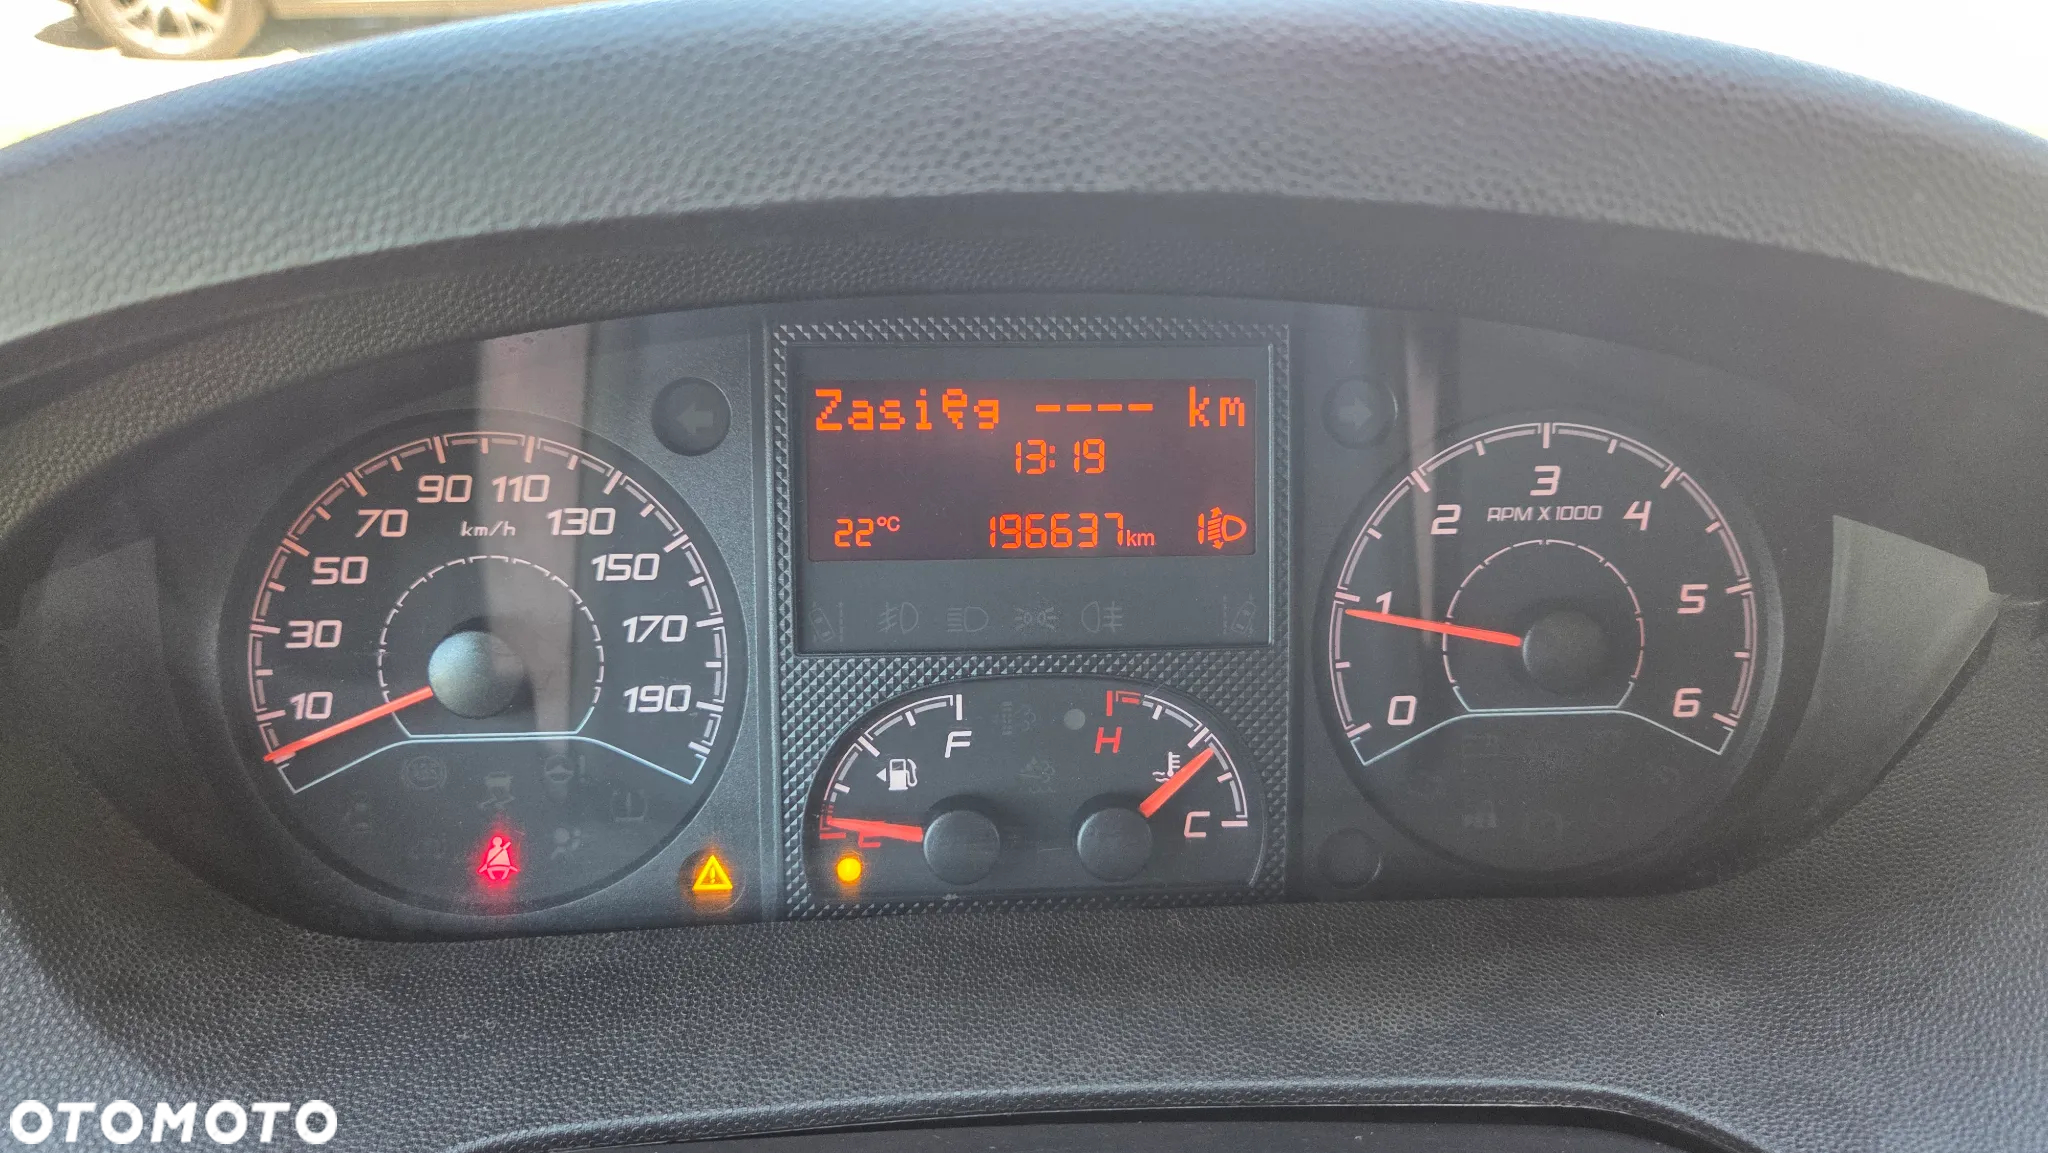 Zasięg ---- km
13:19
22°C 196637km 1
10 30 50 70 90 110 130 150 170 190
km/h
0 1 2 3 4 5 6
RPM X 1000
F
E
H
C
OTOMOTO